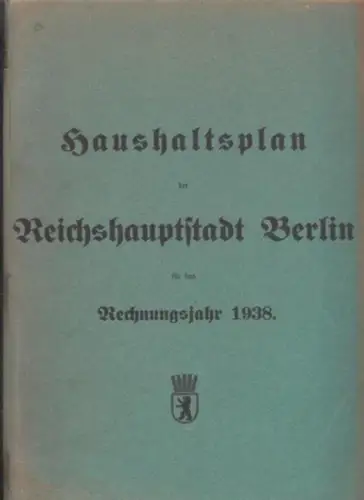 Haushaltsplan
der
Reichshauptstadt Berlin
für das
Rechnungsjahr 1938.